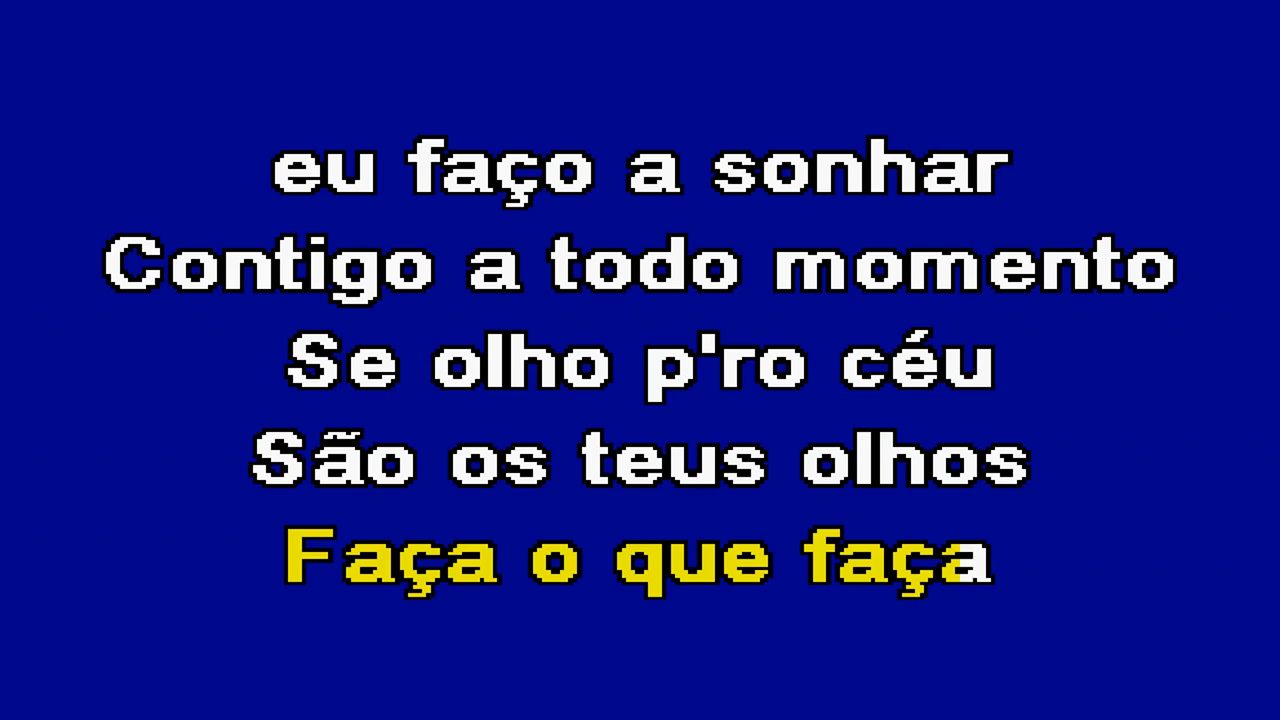 eu faço a sonhar
Contigo a todo momento
Se olho p'ro céu
São os teus olhos
Faça o que faça